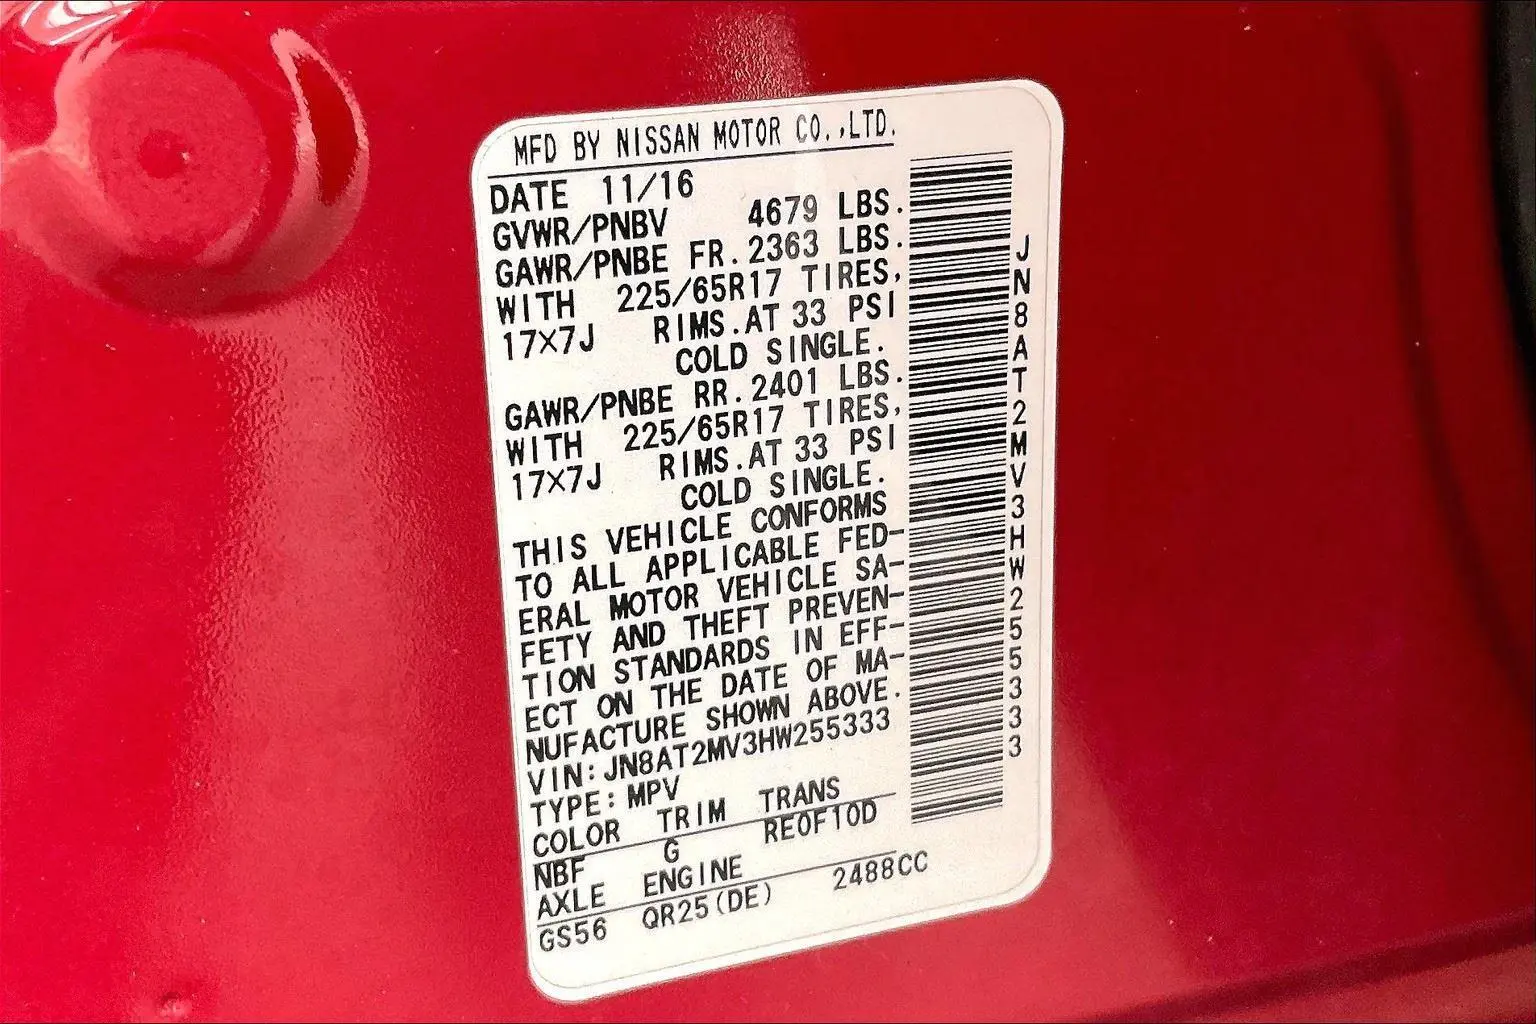 MFD BY NISSAN MOTOR CO.,LTD.
DATE 11/16
GVWR/PNBV 4679 LBS.
GAWR/PNBE FR. 2363 LBS.
WITH 225/65R17 TIRES,
17×7J RIMS.AT 33 PSI
COLD SINGLE.
GAWR/PNBE RR. 2401 LBS.
WITH 225/65R17 TIRES,
17×7J RIMS.AT 33 PSI
COLD SINGLE.
THIS VEHICLE CONFORMS
TO ALL APPLICABLE FED-
ERAL MOTOR VEHICLE SA-
FETY AND THEFT PREVEN-
TION STANDARDS IN EFF-
ECT ON THE DATE OF MA-
NUFACTURE SHOWN ABOVE.
VIN:JN8AT2MV3HW255333
TYPE:MPV
COLOR TRIM TRANS
NBF G RE0F10D
AXLE ENGINE
GS56 QR25(DE) 2488CC
JN8AT2MV3HW255333